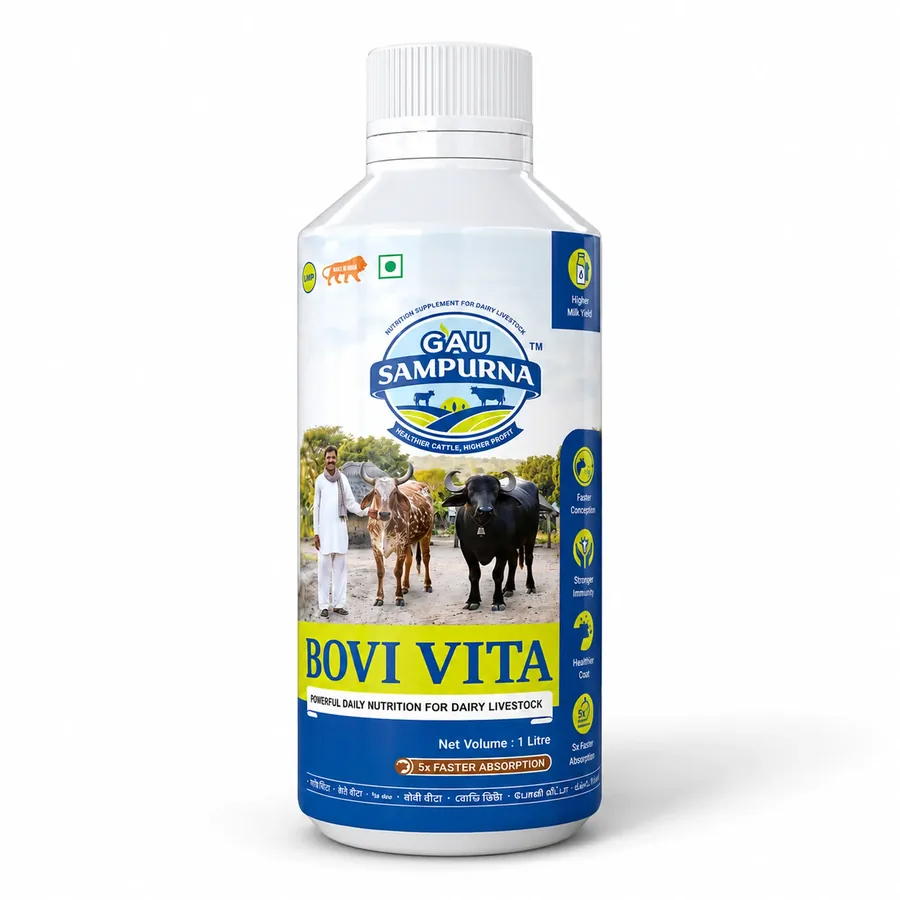 GMP
MAKE IN INDIA
Higher
Milk Yield
NUTRITION SUPPLEMENT FOR DAIRY LIVESTOCK
GAU
TM
SAMPURNA
HEALTHIER CATTLE, HIGHER PROFIT
Faster
Conception
Stronger
Immunity
Healthier
Coat
BOVI VITA
POWERFUL DAILY NUTRITION FOR DAIRY LIVESTOCK
5x
5x Faster
Absorption
Net Volume : 1 Litre
5x FASTER ABSORPTION
बोवी वीटा